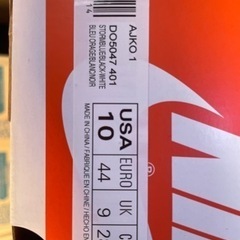 AJKO 1
DO5047 401
STORMBLUE/BLACK-WHITE
BLEU ORAGE/BLANC/NOIR
USA EURO UK
10 44 9
MADE IN CHINA / FABRIQUE EN CHINE / HECHO EN